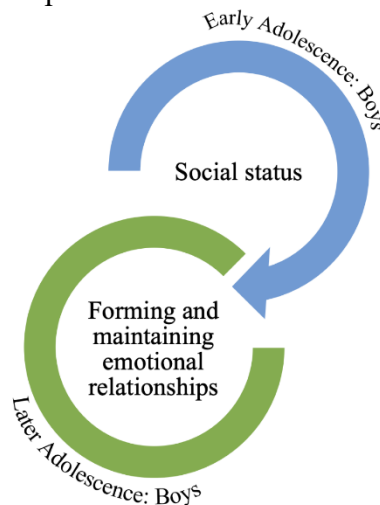 Early Adolescence: Boys
Social status
Forming and
maintaining
emotional
relationships
Later Adolescence: Boys